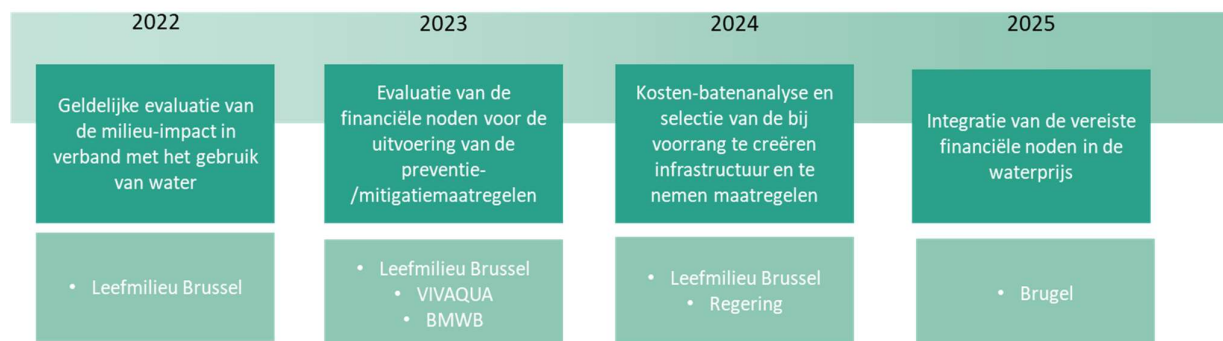 2022
2023
2024
2025
Geldelijke evaluatie van
de milieu-impact in
verband met het gebruik
van water
Evaluatie van de
financiële noden voor de
uitvoering van de
preventie-
/mitigatiemaatregelen
Kosten-batenanalyse en
selectie van de bij
voorrang te creëren
infrastructuur en te
nemen maatregelen
Integratie van de vereiste
financiële noden in de
waterprijs
• Leefmilieu Brussel
• Leefmilieu Brussel
• VIVAQUA
• BMWB
• Leefmilieu Brussel
• Regering
• Brugel